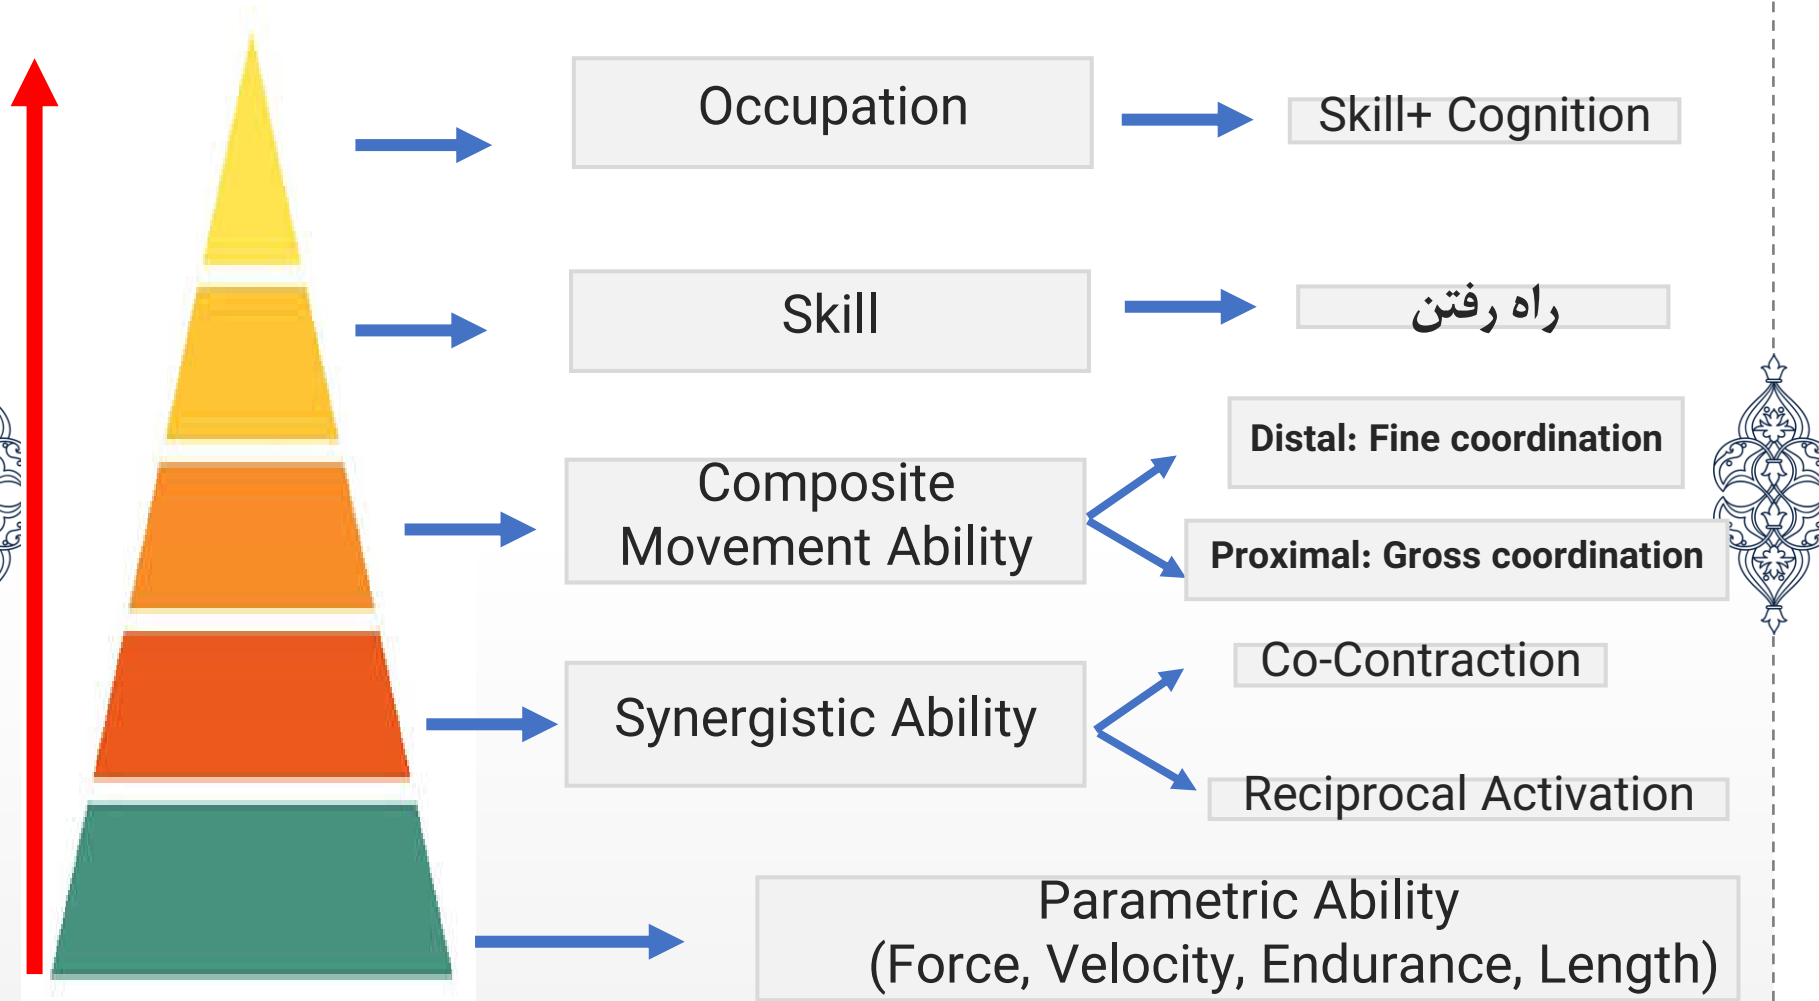 Occupation
Skill+ Cognition
Skill
راه رفتن
Composite
Movement Ability
Distal: Fine coordination
Proximal: Gross coordination
Synergistic Ability
Co-Contraction
Reciprocal Activation
Parametric Ability
(Force, Velocity, Endurance, Length)